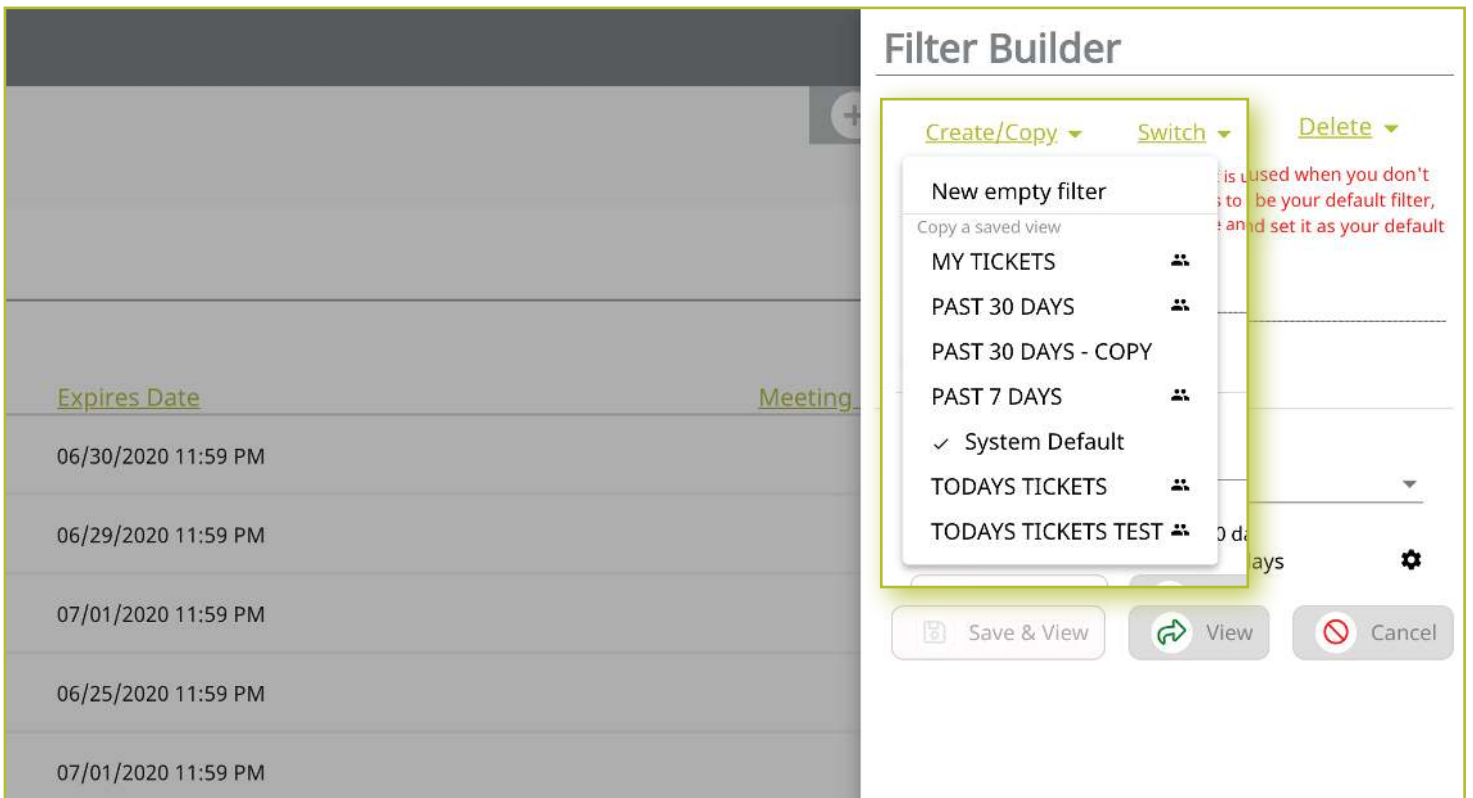 Filter Builder
Create/Copy Switch Delete
New empty filter
Copy a saved view
MY TICKETS
PAST 30 DAYS
PAST 30 DAYS - COPY
PAST 7 DAYS
System Default
TODAYS TICKETS
TODAYS TICKETS TEST
is used when you don't
to be your default filter,
and set it as your default
ays
Save & View View Cancel
Expires Date Meeting
06/30/2020 11:59 PM
06/29/2020 11:59 PM
07/01/2020 11:59 PM
06/25/2020 11:59 PM
07/01/2020 11:59 PM